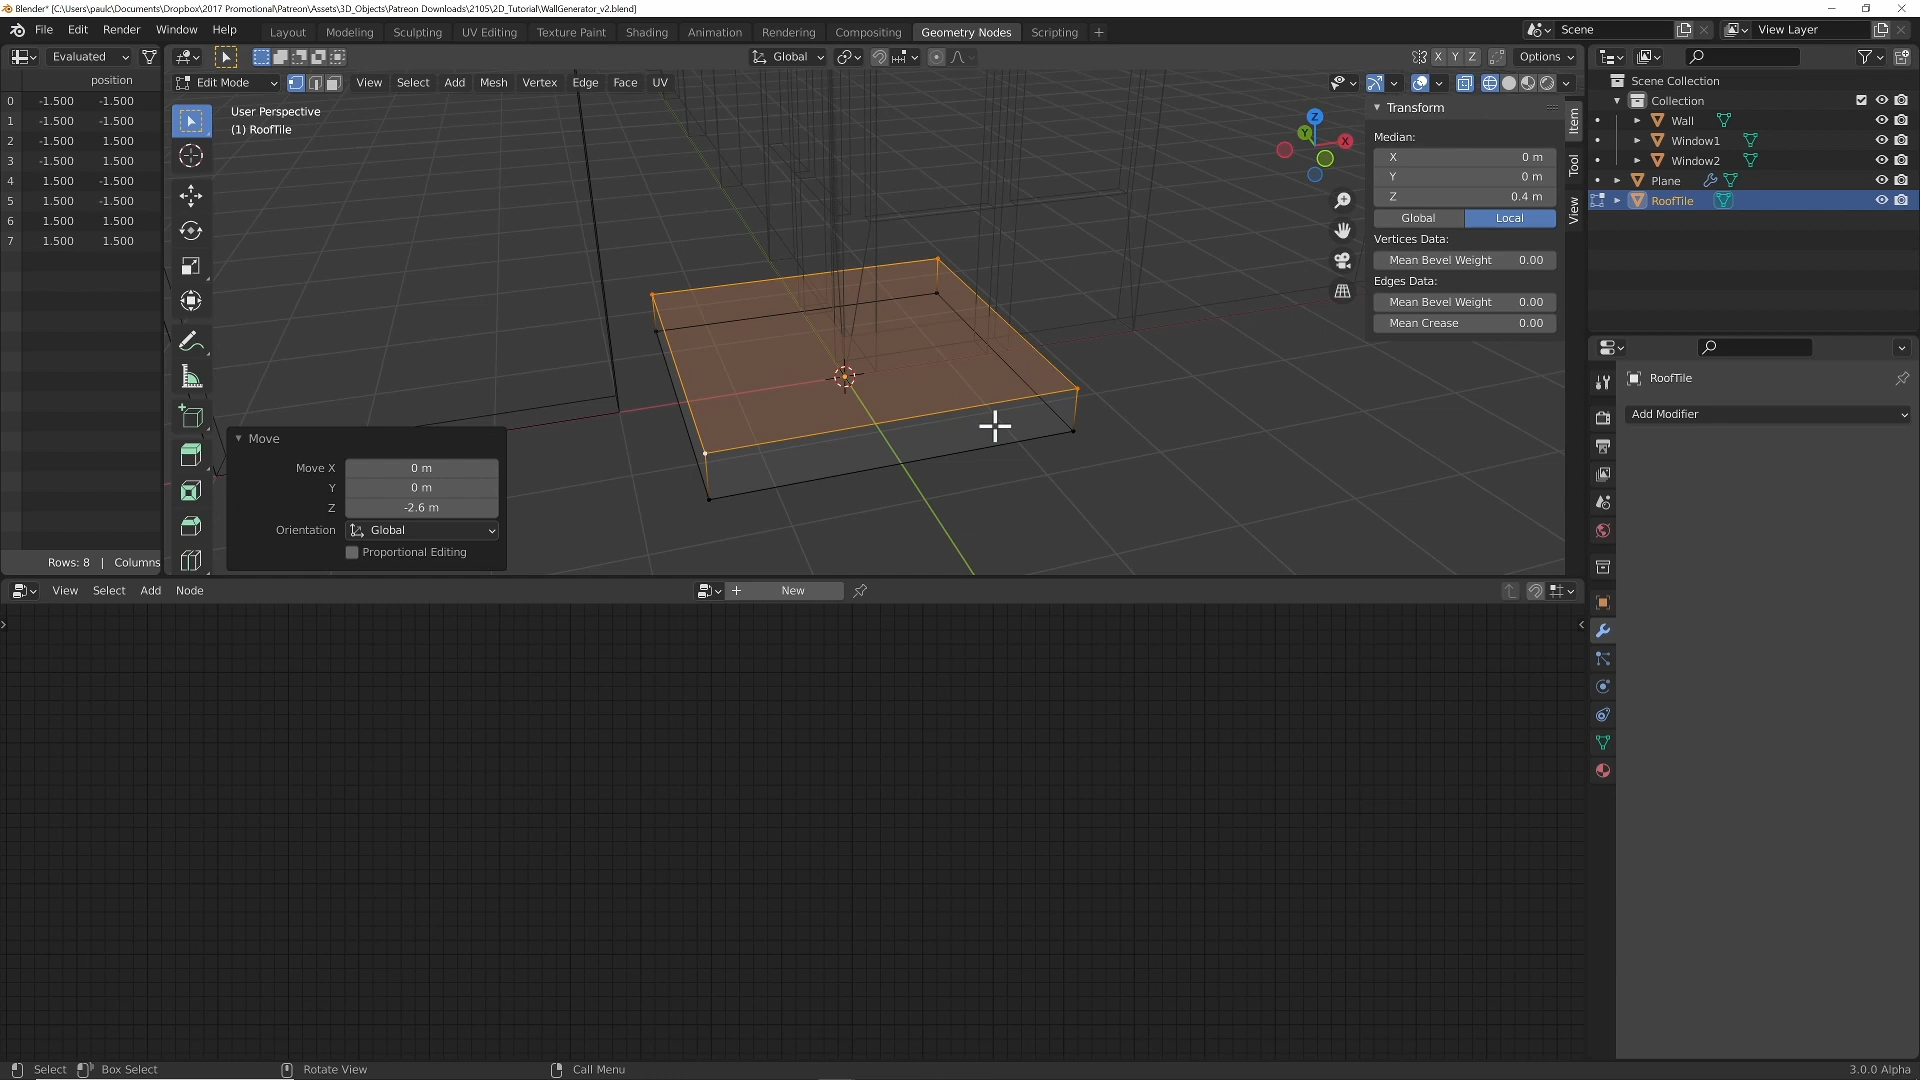 Blender* [C:\Users\paulc\Documents\Dropbox\2017 Promotional\Patreon\Assets\3D_Objects\Patreon Downloads\2105\2D_Tutorial\WallGenerator_v2.blend]
File Edit Render Window Help Layout Modeling Sculpting UV Editing Texture Paint Shading Animation Rendering Compositing Geometry Nodes Scripting + Scene View Layer
Evaluated Global X Y Z Options
Edit Mode View Select Add Mesh Vertex Edge Face UV
position
0 -1.500 -1.500
1 -1.500 -1.500
2 -1.500 1.500
3 -1.500 1.500
4 1.500 -1.500
5 1.500 -1.500
6 1.500 1.500
7 1.500 1.500
Rows: 8 | Columns
User Perspective
(1) RoofTile
Z
Y
X
Transform
Median:
X 0 m
Y 0 m
Z 0.4 m
Global Local
Vertices Data:
Mean Bevel Weight 0.00
Edges Data:
Mean Bevel Weight 0.00
Mean Crease 0.00
Item
Tool
View
Move
Move X 0 m
Y 0 m
Z -2.6 m
Orientation Global
Proportional Editing
Scene Collection
Collection
Wall
Window1
Window2
Plane
RoofTile
RoofTile
Add Modifier
View Select Add Node + New
Select Box Select Rotate View Call Menu 3.0.0 Alpha